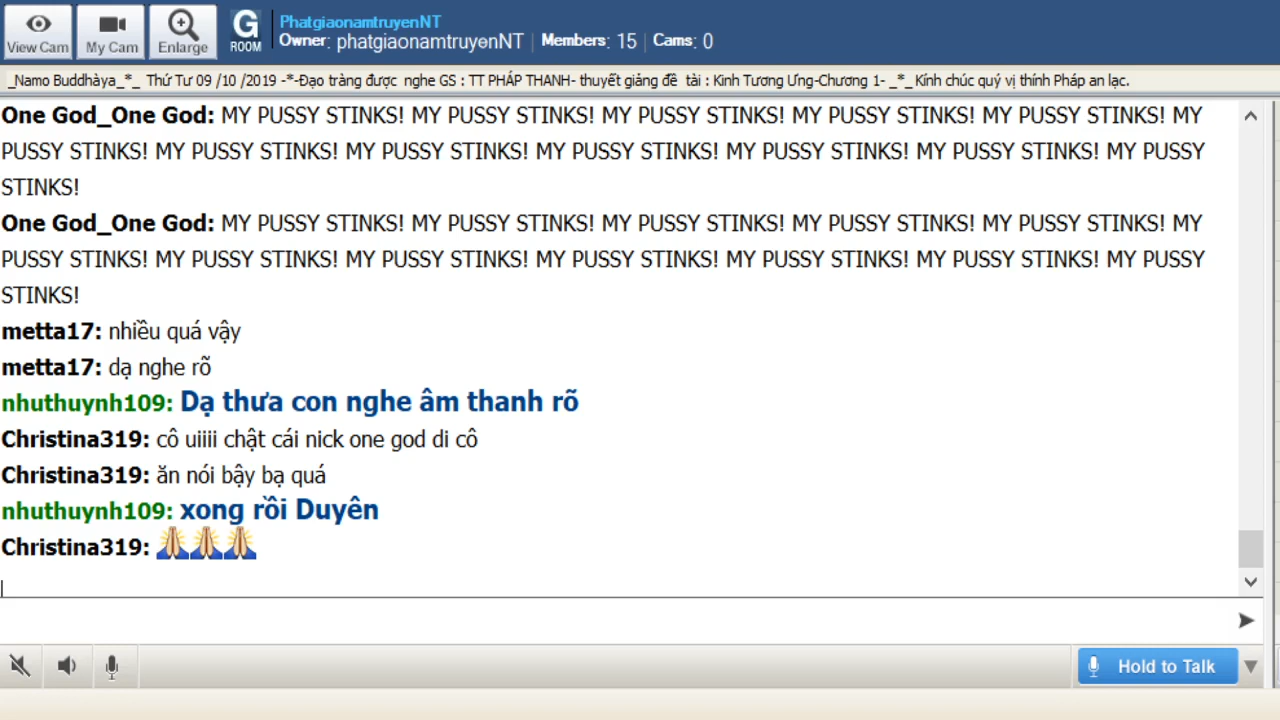 View Cam My Cam Enlarge G ROOM PhatgiaonamtruyenNT
Owner: phatgiaonamtruyenNT Members: 15 Cams: 0
_Namo Buddhàya_*_ Thứ Tư 09 /10 /2019 -*-Đạo tràng được nghe GS : TT PHÁP THANH- thuyết giảng đề tài : Kinh Tương Ưng-Chương 1- _*_ Kính chúc quý vị thính Pháp an lạc.
One God_One God: MY PUSSY STINKS! MY PUSSY STINKS! MY PUSSY STINKS! MY PUSSY STINKS! MY PUSSY STINKS! MY
PUSSY STINKS! MY PUSSY STINKS! MY PUSSY STINKS! MY PUSSY STINKS! MY PUSSY STINKS! MY PUSSY STINKS! MY PUSSY
STINKS!
One God_One God: MY PUSSY STINKS! MY PUSSY STINKS! MY PUSSY STINKS! MY PUSSY STINKS! MY PUSSY STINKS! MY
PUSSY STINKS! MY PUSSY STINKS! MY PUSSY STINKS! MY PUSSY STINKS! MY PUSSY STINKS! MY PUSSY STINKS! MY PUSSY
STINKS!
metta17: nhiều quá vậy
metta17: dạ nghe rõ
nhuthuynh109: Dạ thưa con nghe âm thanh rõ
Christina319: cô uiiii chật cái nick one god di cô
Christina319: ăn nói bậy bạ quá
nhuthuynh109: xong rồi Duyên
Christina319: 🙏🙏🙏
Hold to Talk